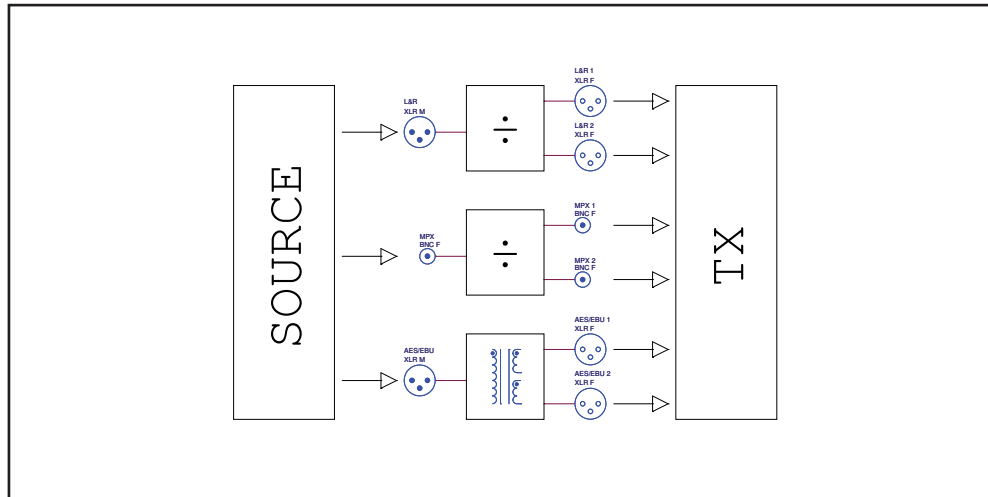 SOURCE
L&R
XLR M
÷
L&R 1
XLR F
L&R 2
XLR F
MPX
BNC F
÷
MPX 1
BNC F
MPX 2
BNC F
AES/EBU
XLR M
AES/EBU 1
XLR F
AES/EBU 2
XLR F
TX